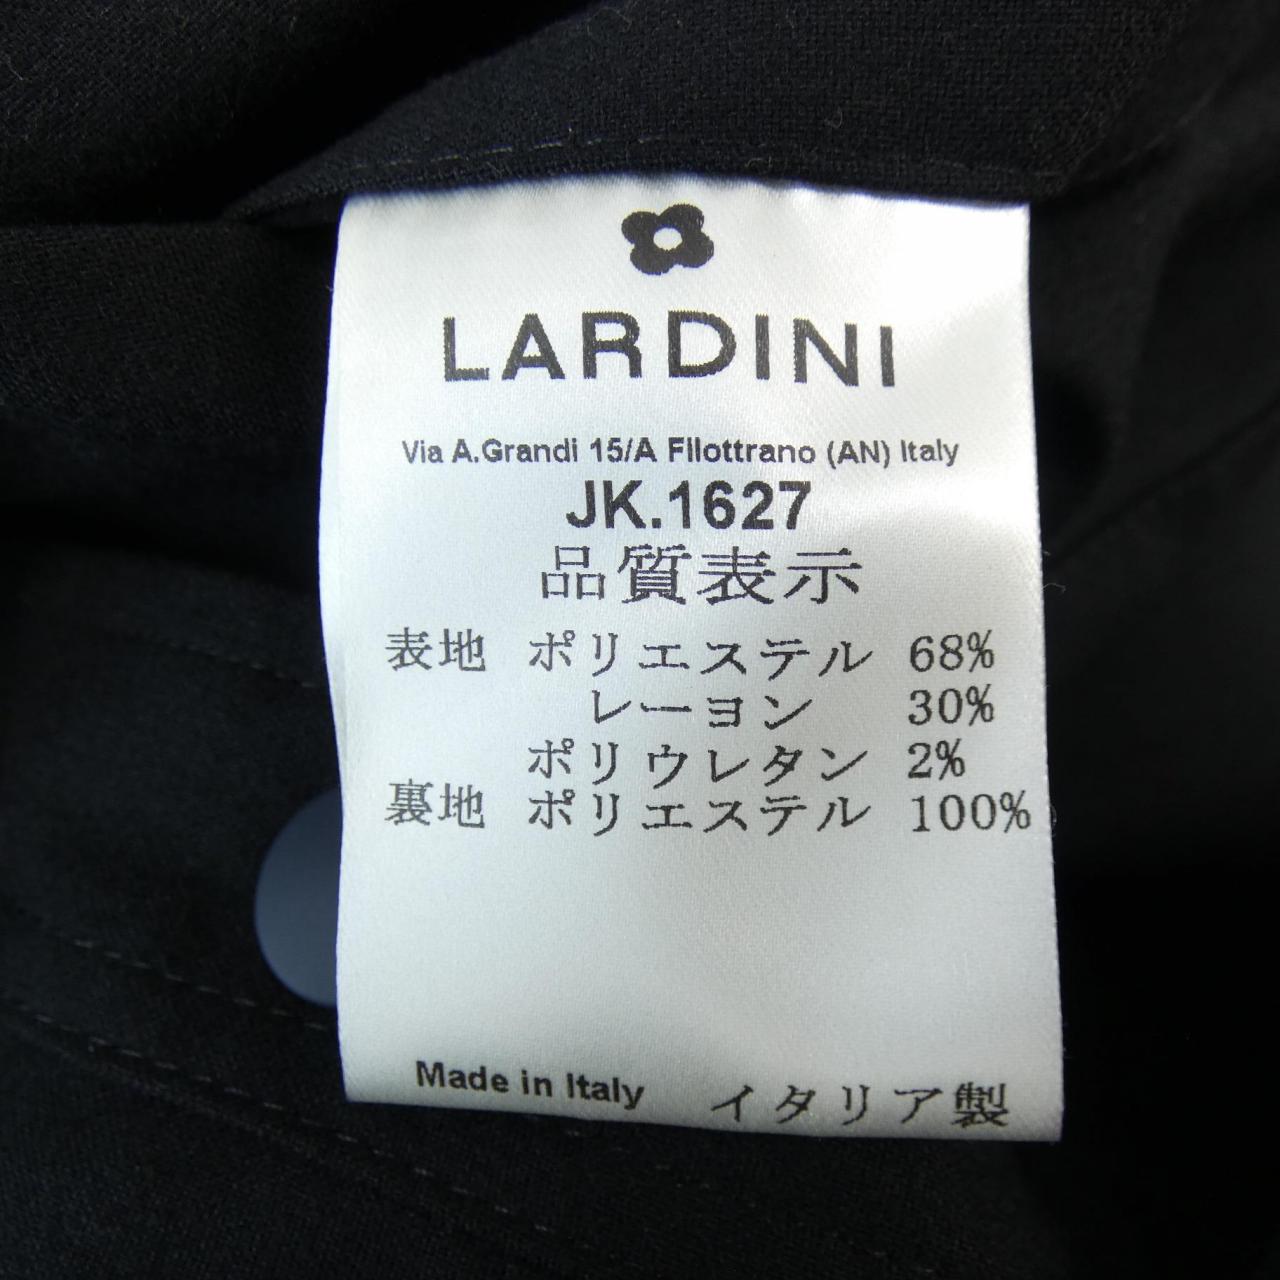 LARDINI
Via A.Grandi 15/A Filottrano (AN) Italy
JK.1627
品質表示
表地 ポリエステル 68%
レーヨン 30%
ポリウレタン 2%
裏地 ポリエステル 100%
Made in Italy イタリア製